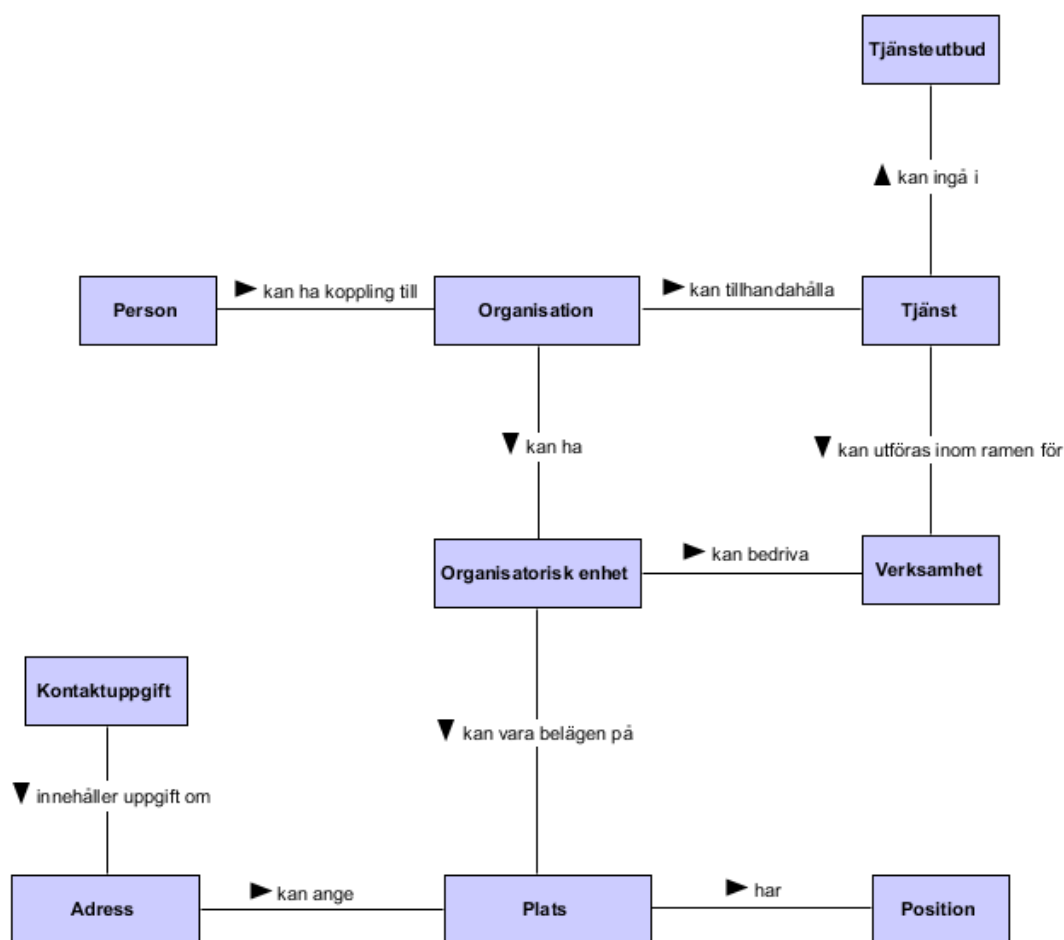 Tjänsteutbud
kan ingå i
Person
kan ha koppling till
Organisation
kan tillhandahålla
Tjänst
kan ha
kan utföras inom ramen för
Organisatorisk enhet
kan bedriva
Verksamhet
Kontaktuppgift
kan vara belägen på
innehåller uppgift om
Adress
kan ange
Plats
har
Position